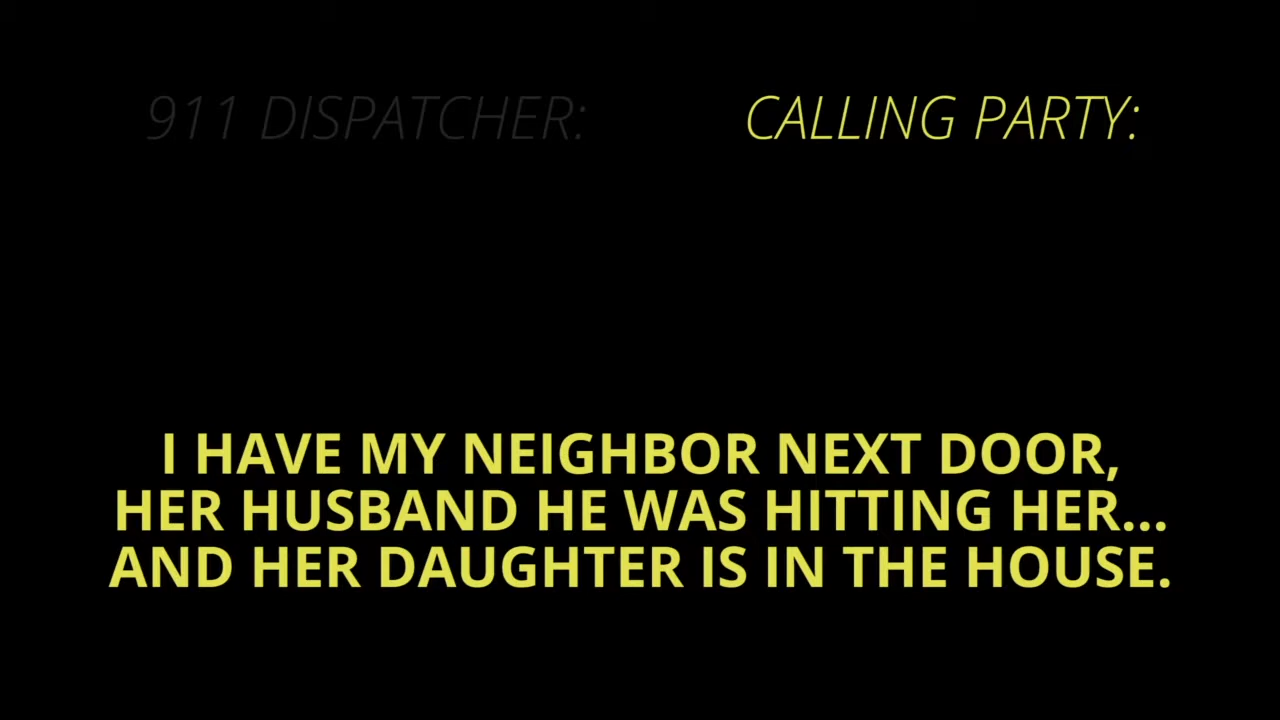 911 DISPATCHER:
CALLING PARTY:
I HAVE MY NEIGHBOR NEXT DOOR,
HER HUSBAND HE WAS HITTING HER...
AND HER DAUGHTER IS IN THE HOUSE.